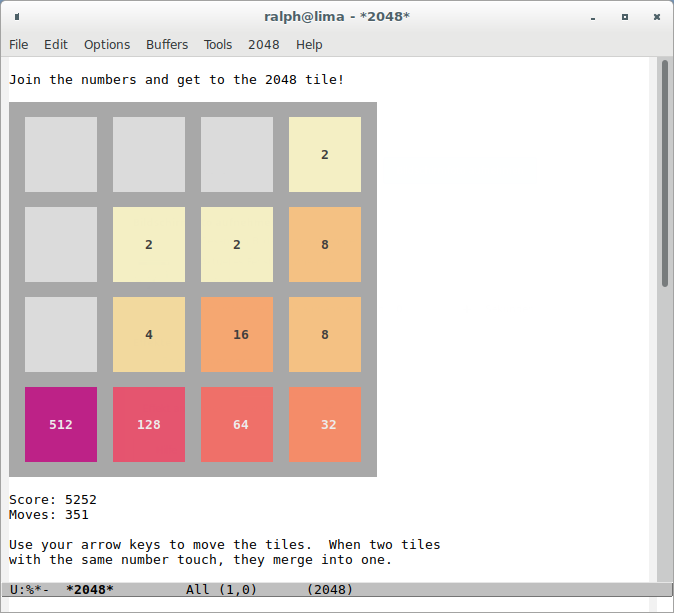 ralph@lima - *2048*
File Edit Options Buffers Tools 2048 Help
Join the numbers and get to the 2048 tile!
2
2 2 8
4 16 8
512 128 64 32
Score: 5252
Moves: 351
Use your arrow keys to move the tiles.  When two tiles
with the same number touch, they merge into one.
U:%*-  *2048*         All (1,0)      (2048)